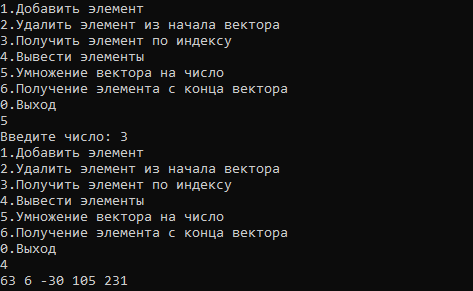 1.Добавить элемент
2.Удалить элемент из начала вектора
3.Получить элемент по индексу
4.Вывести элементы
5.Умножение вектора на число
6.Получение элемента с конца вектора
0.Выход
5
Введите число: 3
1.Добавить элемент
2.Удалить элемент из начала вектора
3.Получить элемент по индексу
4.Вывести элементы
5.Умножение вектора на число
6.Получение элемента с конца вектора
0.Выход
4
63 6 -30 105 231